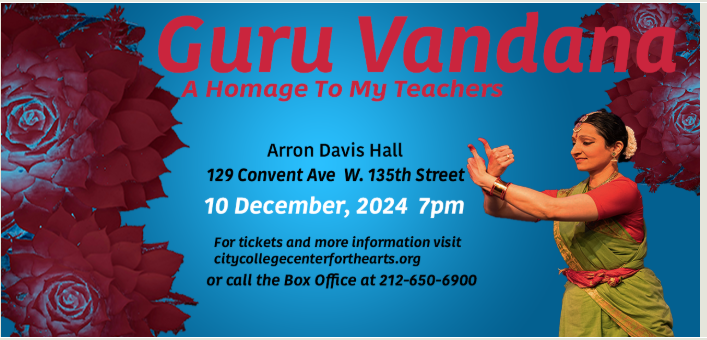 Guru Vandana
A Homage To My Teachers
Arron Davis Hall
129 Convent Ave W. 135th Street
10 December, 2024 7pm
For tickets and more information visit
citycollegecenterforthearts.org
or call the Box Office at 212-650-6900